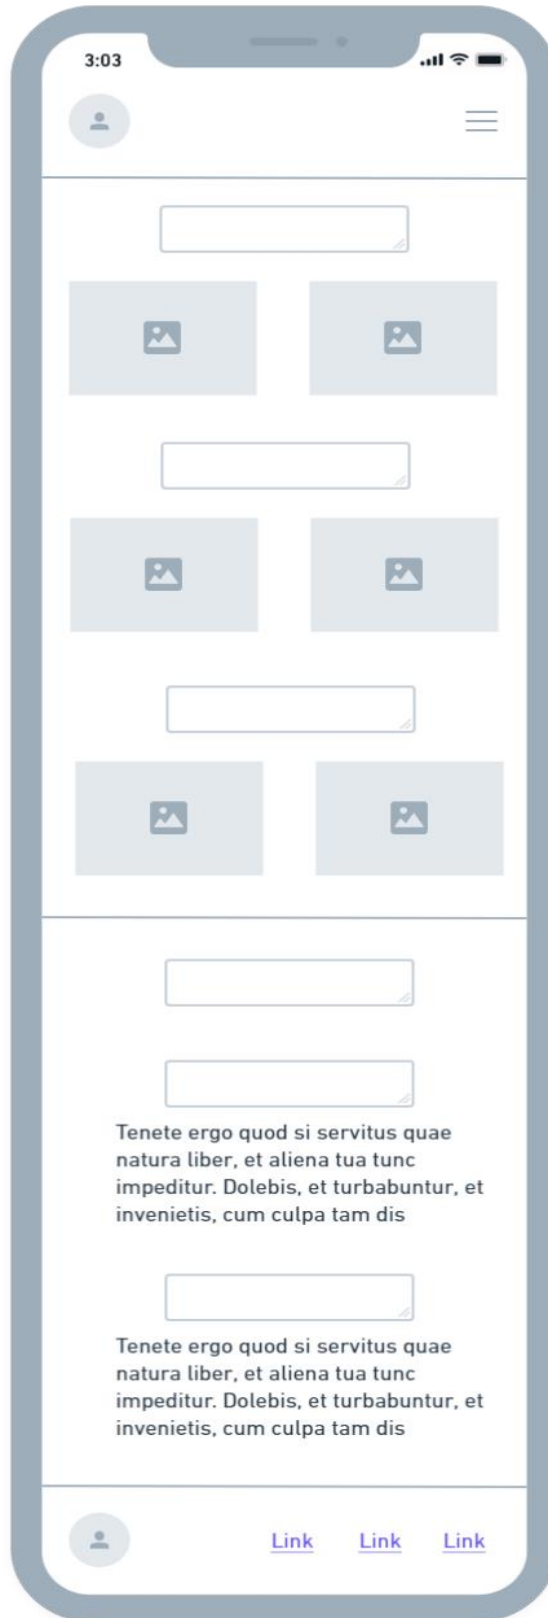 3:03
Tenete ergo quod si servitus quae
natura liber, et aliena tua tunc
impeditur. Dolebis, et turbabuntur, et
invenietis, cum culpa tam dis
Tenete ergo quod si servitus quae
natura liber, et aliena tua tunc
impeditur. Dolebis, et turbabuntur, et
invenietis, cum culpa tam dis
Link Link Link